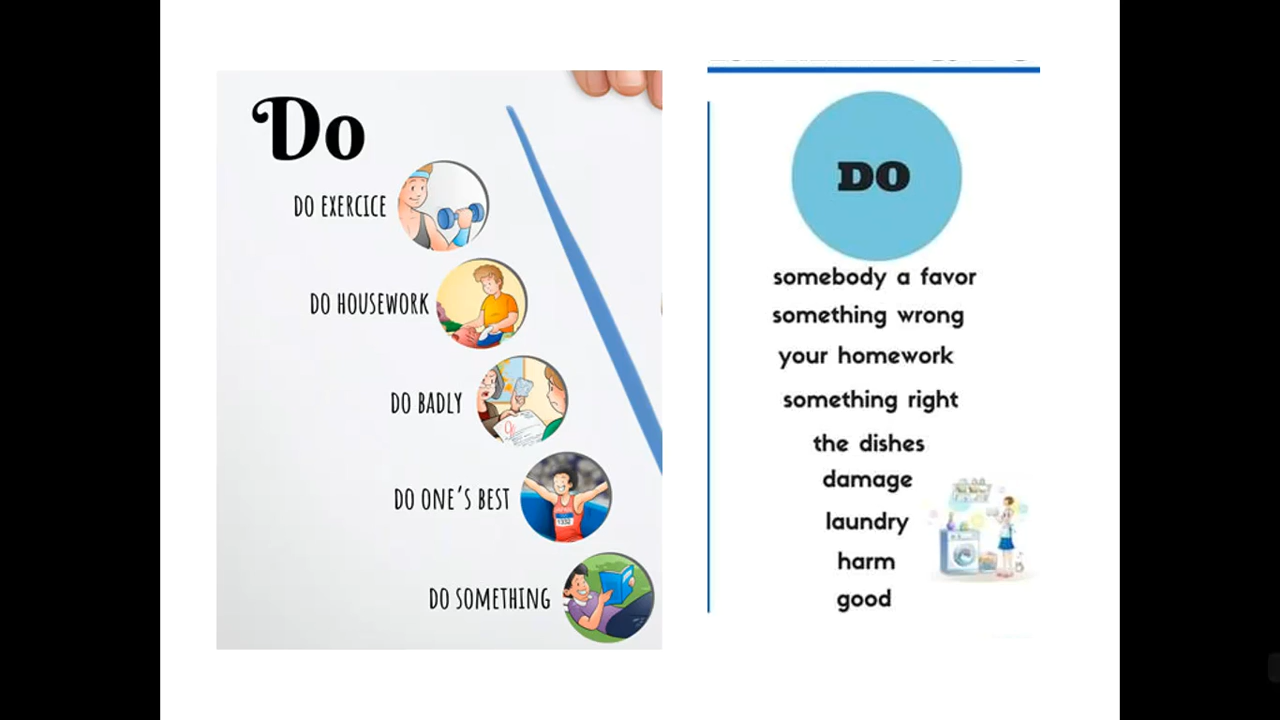 Do
DO EXERCICE
DO HOUSEWORK
DO BADLY
DO ONE'S BEST
DO SOMETHING
DO
somebody a favor
something wrong
your homework
something right
the dishes
damage
laundry
harm
good